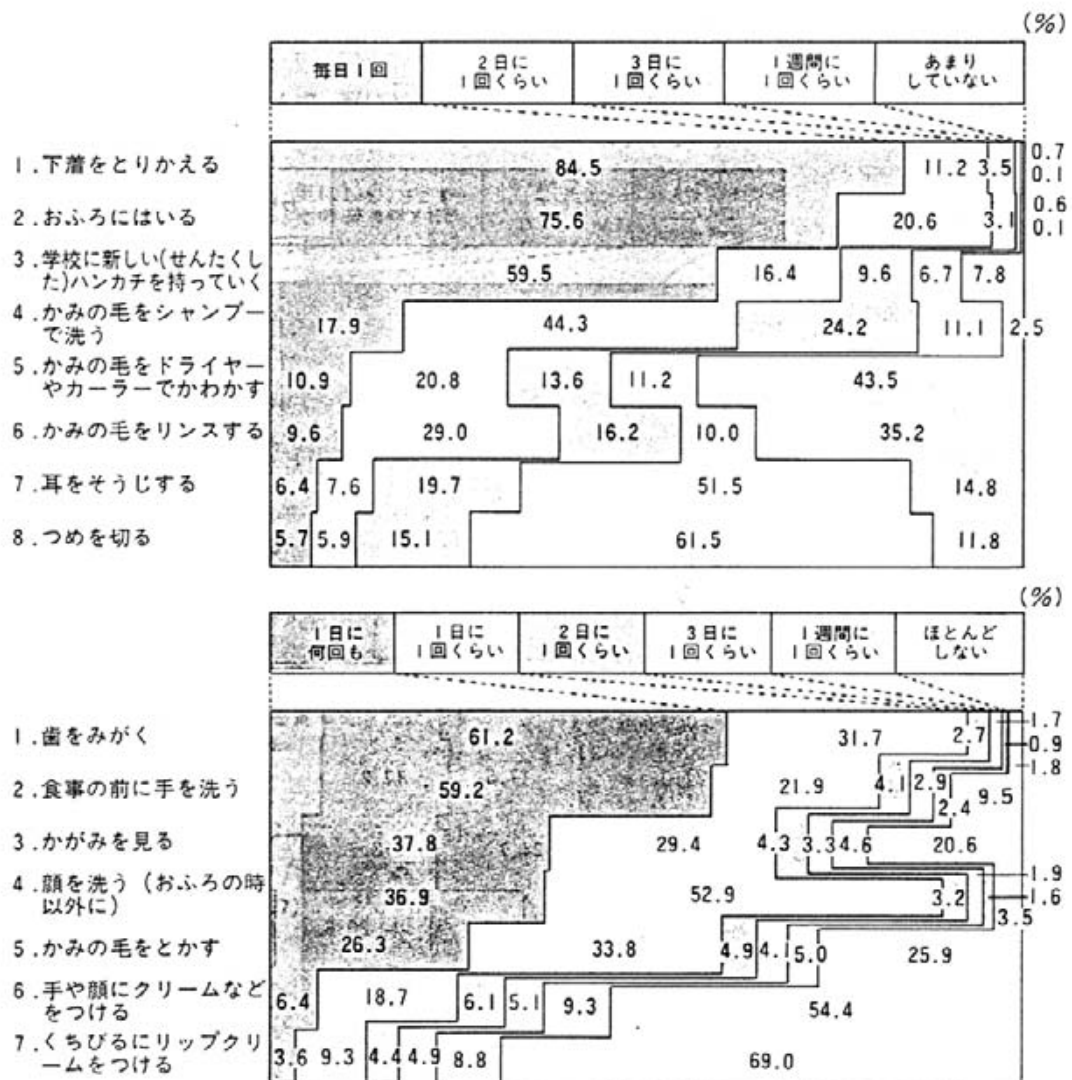 (%)
毎日1回
2日に
1回くらい
3日に
1回くらい
1週間に
1回くらい
あまり
していない
1.下着をとりかえる
84.5 11.2 3.5 0.7 0.1
2.おふろにはいる
75.6 20.6 3.1 0.6 0.1
3.学校に新しい(せんたくし
た)ハンカチを持っていく
59.5 16.4 9.6 6.7 7.8
4.かみの毛をシャンプー
で洗う
17.9 44.3 24.2 11.1 2.5
5.かみの毛をドライヤー
やカーラーでかわかす
10.9 20.8 13.6 11.2 43.5
6.かみの毛をリンスする
9.6 29.0 16.2 10.0 35.2
7.耳をそうじする
6.4 7.6 19.7 51.5 14.8
8.つめを切る
5.7 5.9 15.1 61.5 11.8
(%)
1日に
何回も
1日に
1回くらい
2日に
1回くらい
3日に
1回くらい
1週間に
1回くらい
ほとんど
しない
1.歯をみがく
61.2 31.7 2.7 1.7 0.9 1.8
2.食事の前に手を洗う
59.2 21.9 4.1 2.9 2.4 9.5
3.かがみを見る
37.8 29.4 4.3 3.3 4.6 20.6
4.顔を洗う(おふろの時
以外に)
36.9 52.9 3.2 1.9 1.6 3.5
5.かみの毛をとかす
26.3 33.8 4.9 4.1 5.0 25.9
6.手や顔にクリームなど
をつける
6.4 18.7 6.1 5.1 9.3 54.4
7.くちびるにリップクリ
ームをつける
3.6 9.3 4.4 4.9 8.8 69.0